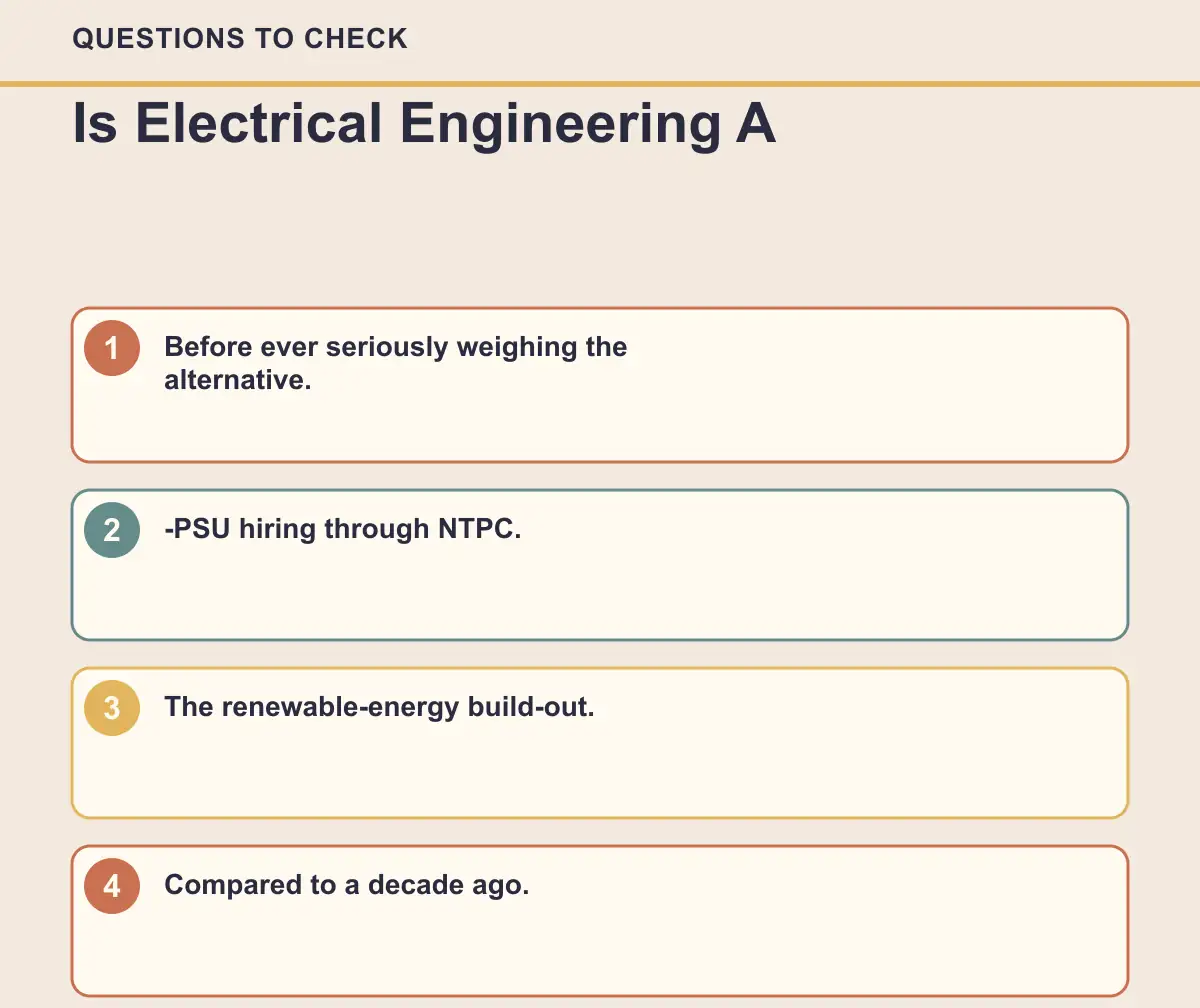 QUESTIONS TO CHECK
Is Electrical Engineering A
1
Before ever seriously weighing the
alternative.
2
-PSU hiring through NTPC.
3
The renewable-energy build-out.
4
Compared to a decade ago.